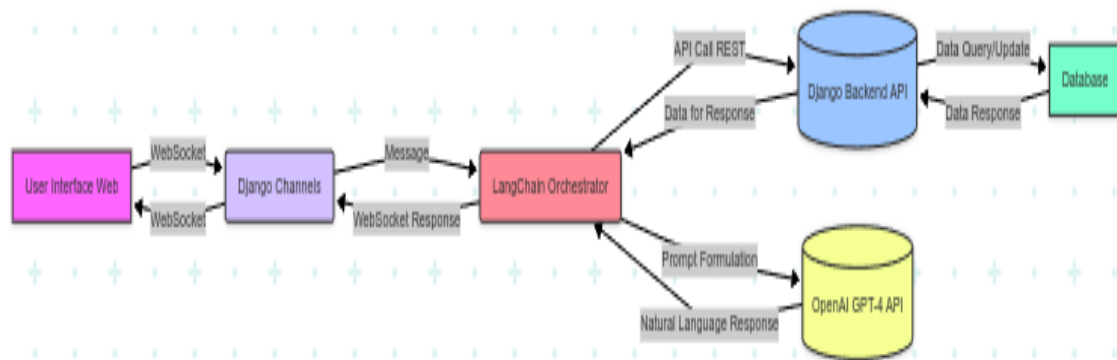 API Call REST
Data Query/Update
Django Backend API
Database
Data for Response
Data Response
WebSocket
Message
User Interface Web
Django Channels
LangChain Orchestrator
WebSocket
WebSocket Response
Prompt Formulation
OpenAI GPT-4 API
Natural Language Response